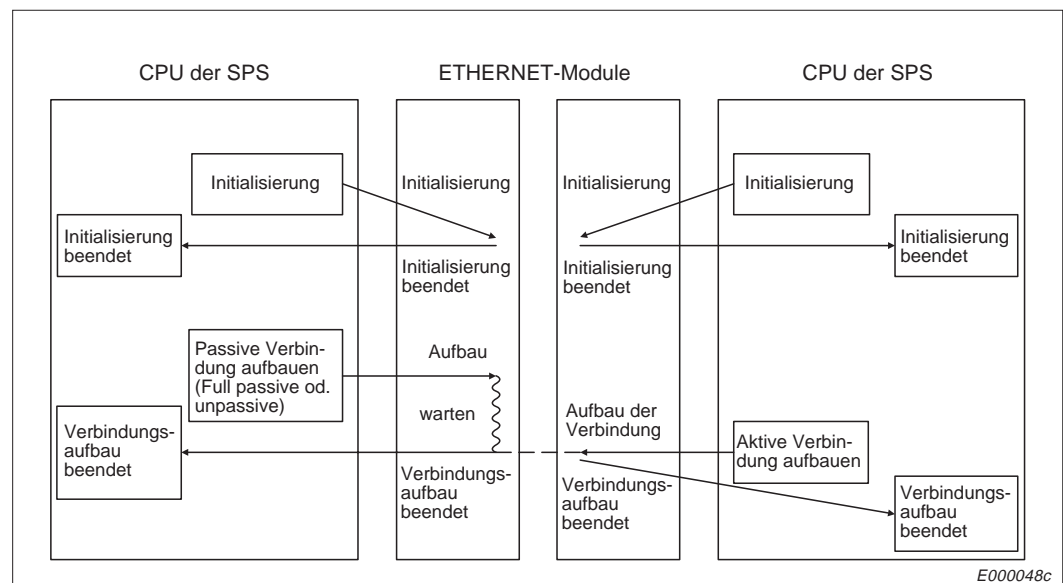 CPU der SPS
ETHERNET-Module
CPU der SPS
Initialisierung
Initialisierung
Initialisierung
Initialisierung
Initialisierung
beendet
Initialisierung
beendet
Initialisierung
beendet
Initialisierung
beendet
Passive Verbin-
dung aufbauen
(Full passive od.
unpassive)
Aufbau
warten
Aufbau der
Verbindung
Aktive Verbin-
dung aufbauen
Verbindungs-
aufbau
beendet
Verbindungs-
aufbau
beendet
Verbindungs-
aufbau
beendet
Verbindungs-
aufbau
beendet
E000048c